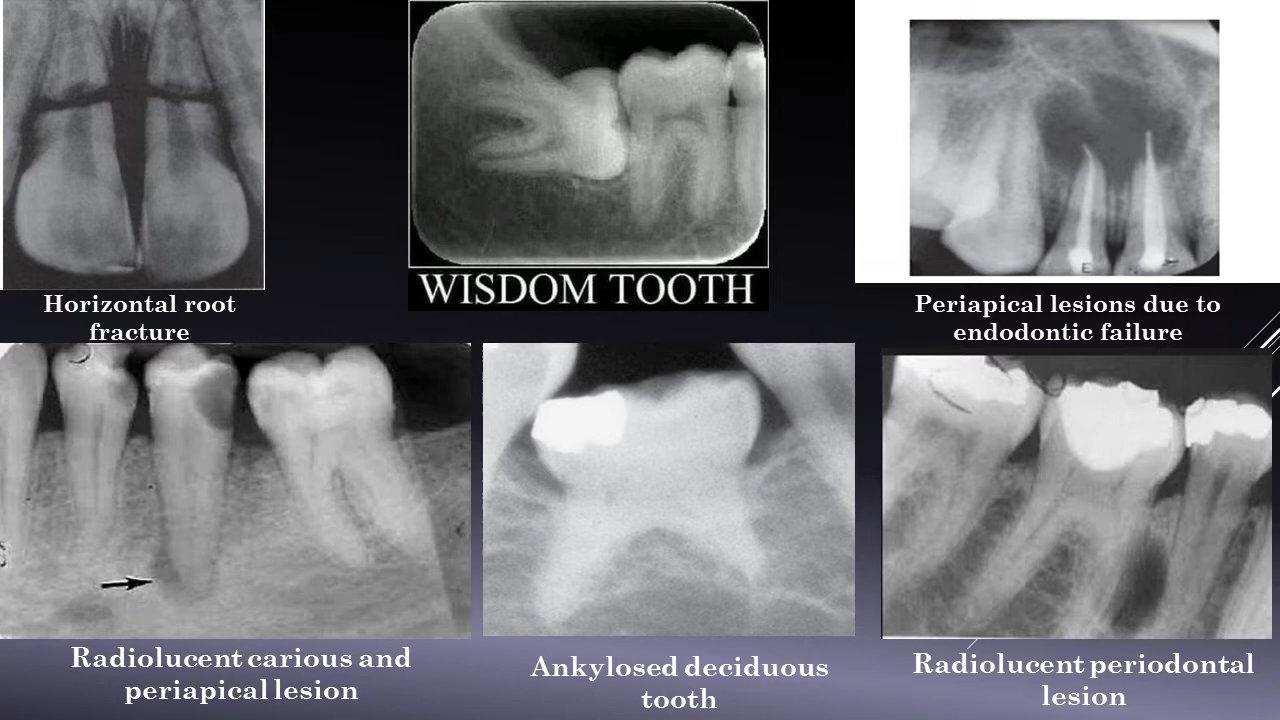 WISDOM TOOTH
Horizontal root
fracture
Periapical lesions due to
endodontic failure
Radiolucent carious and
periapical lesion
Ankylosed deciduous
tooth
Radiolucent periodontal
lesion